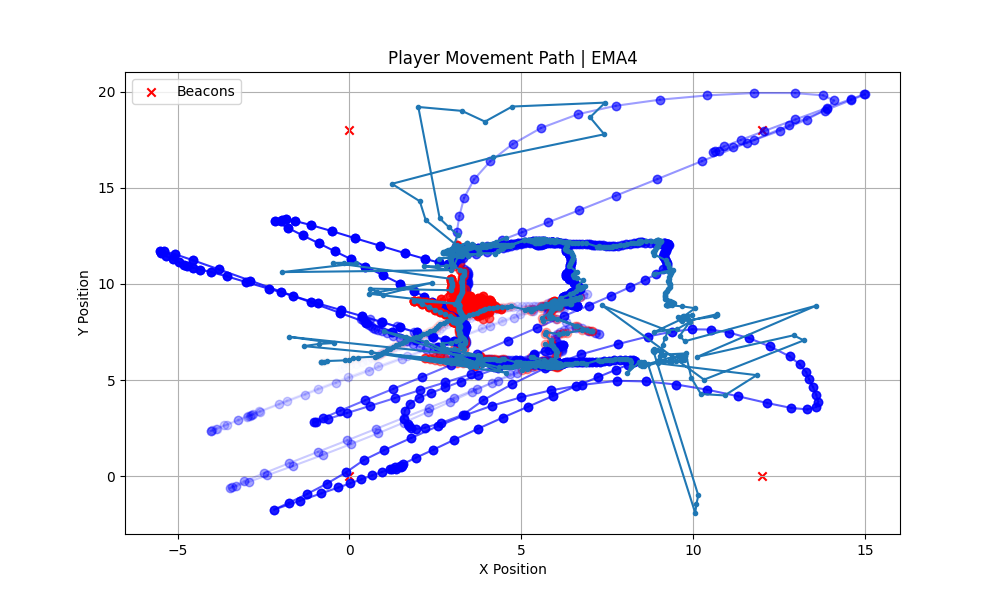 Player Movement Path | EMA4
Beacons
Y Position
20
15
10
5
0
−5
0
5
10
15
X Position